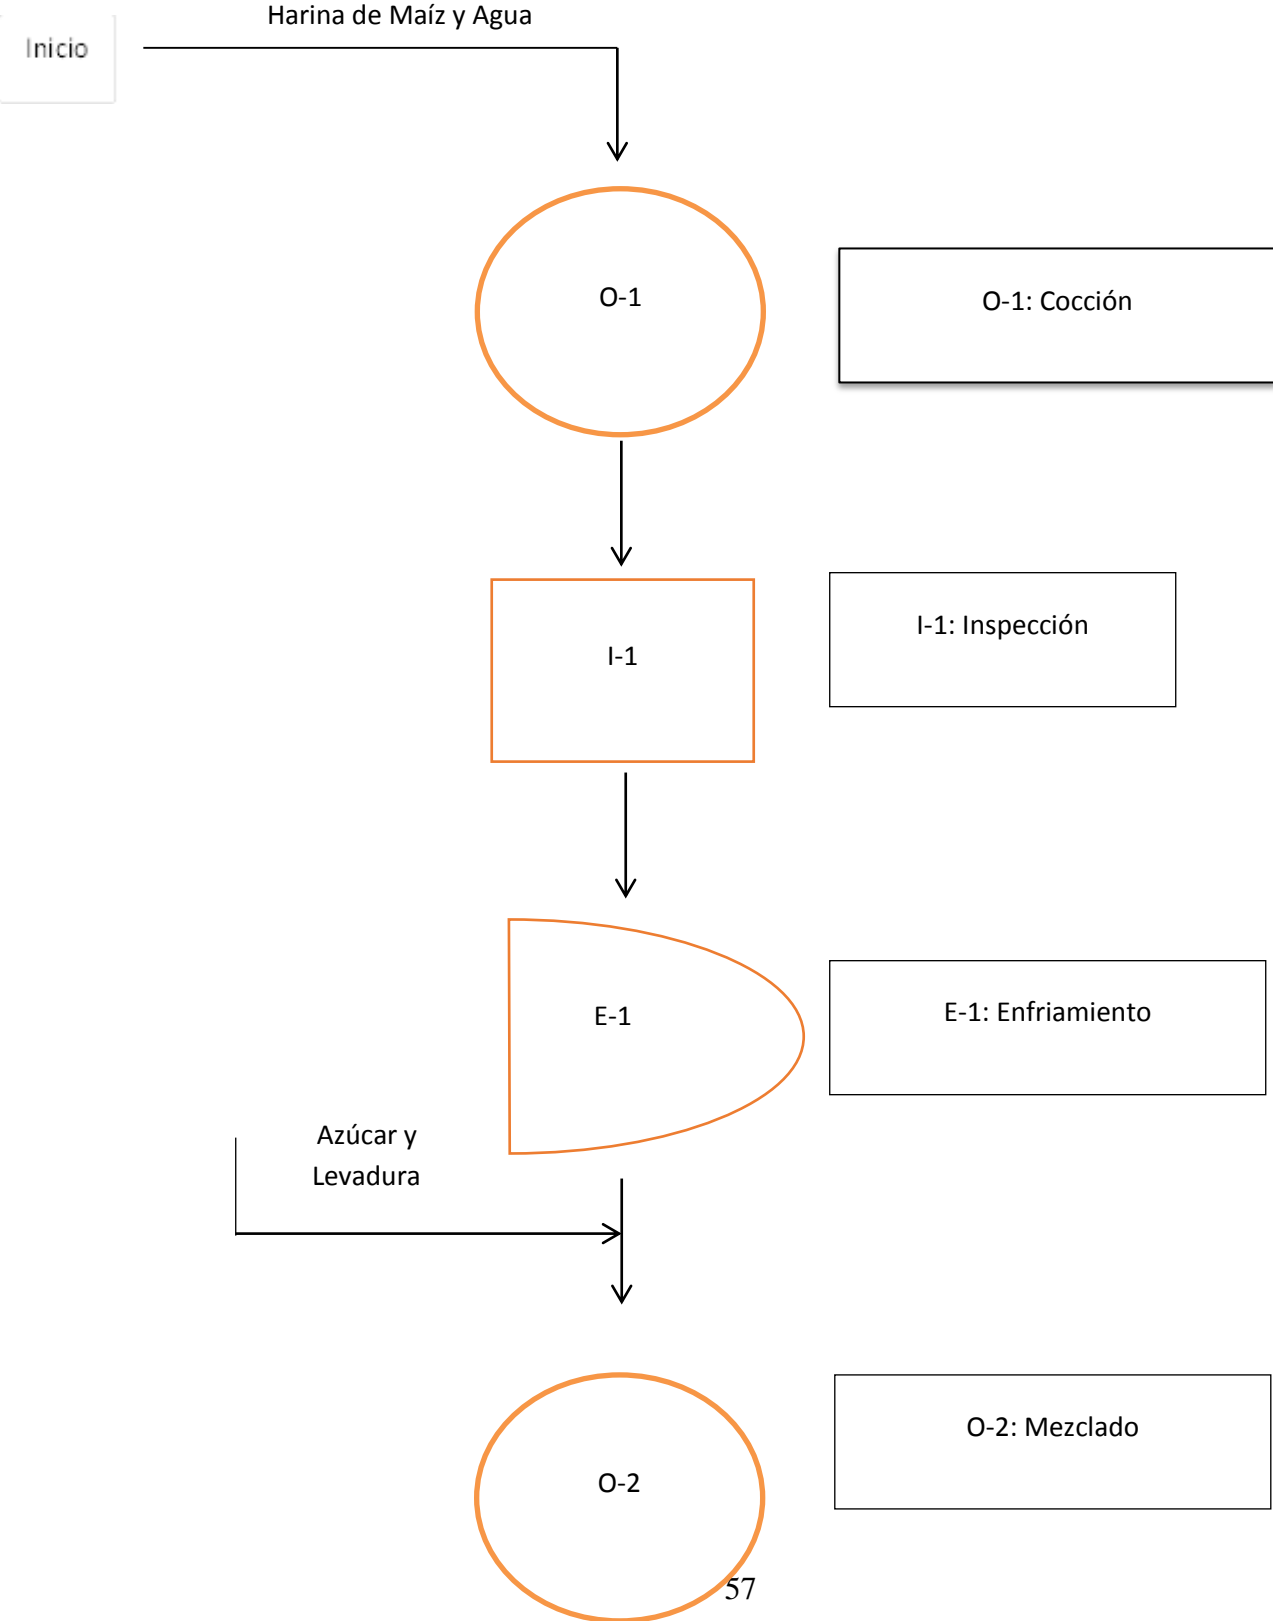 Harina de Maíz y Agua
Inicio
O-1
O-1: Cocción
I-1
I-1: Inspección
E-1
E-1: Enfriamiento
Azúcar y
Levadura
O-2
O-2: Mezclado
57